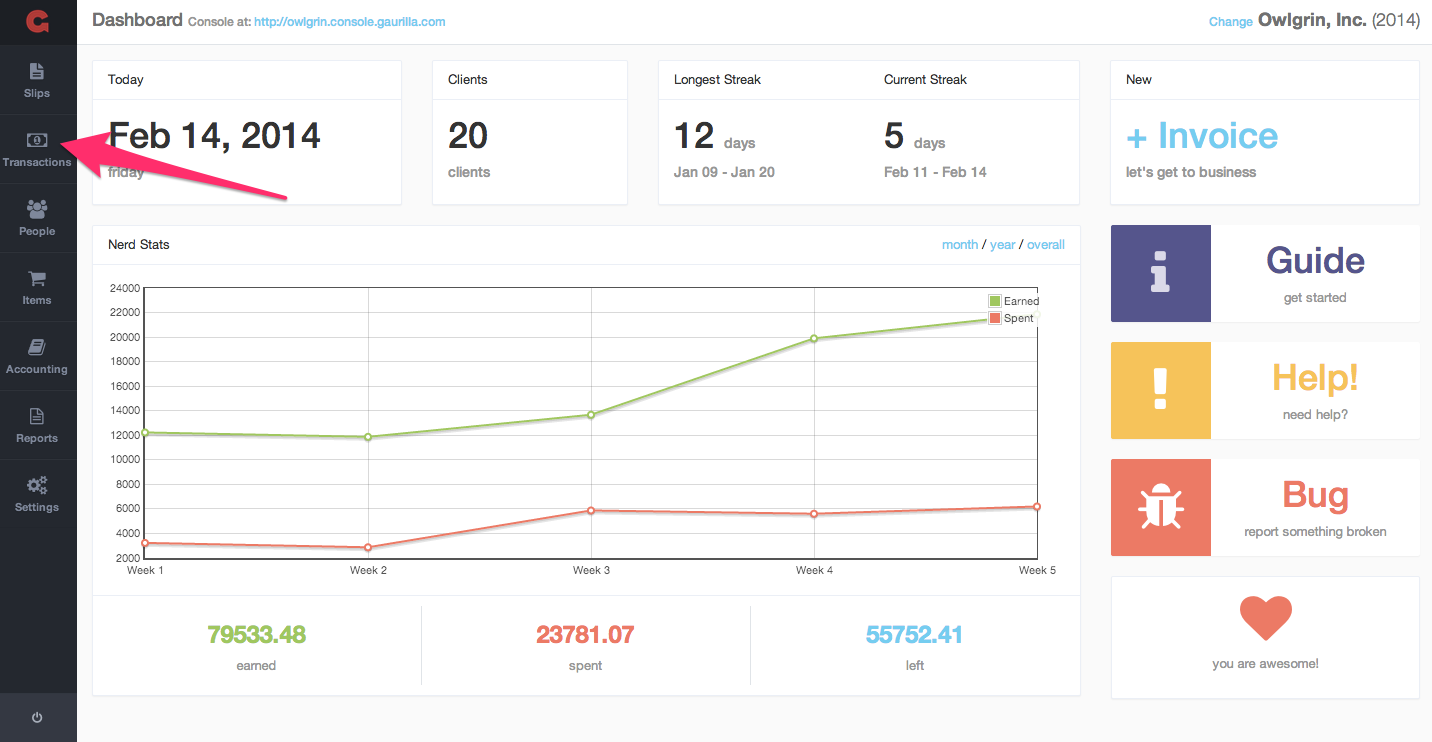 Dashboard Console at: http://owlgrin.console.gaurilla.com
Change Owlgrin, Inc. (2014)
Slips
Transactions
People
Items
Accounting
Reports
Settings
Today
Feb 14, 2014
friday
Clients
20
clients
Longest Streak
12 days
Jan 09 - Jan 20
Current Streak
5 days
Feb 11 - Feb 14
New
+ Invoice
let's get to business
Nerd Stats
month / year / overall
24000
22000
20000
18000
16000
14000
12000
10000
8000
6000
4000
2000
Earned
Spent
Week 1 Week 2 Week 3 Week 4 Week 5
79533.48
earned
23781.07
spent
55752.41
left
Guide
get started
Help!
need help?
Bug
report something broken
you are awesome!